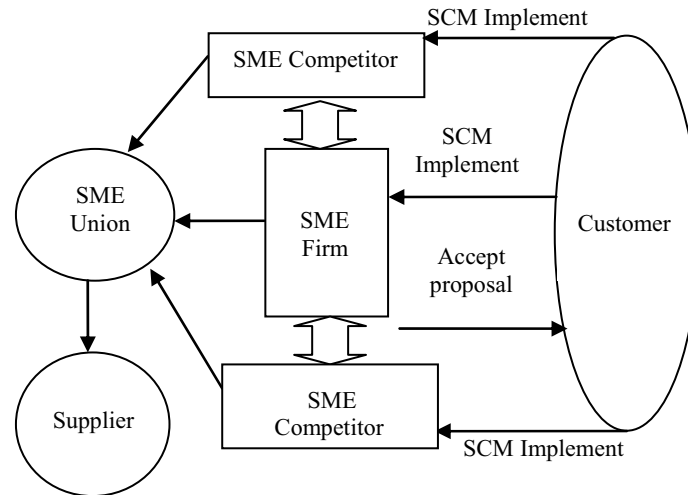 SCM Implement
SME Competitor
SCM
Implement
SME
Union
SME
Firm
Customer
Accept
proposal
Supplier
SME
Competitor
SCM Implement